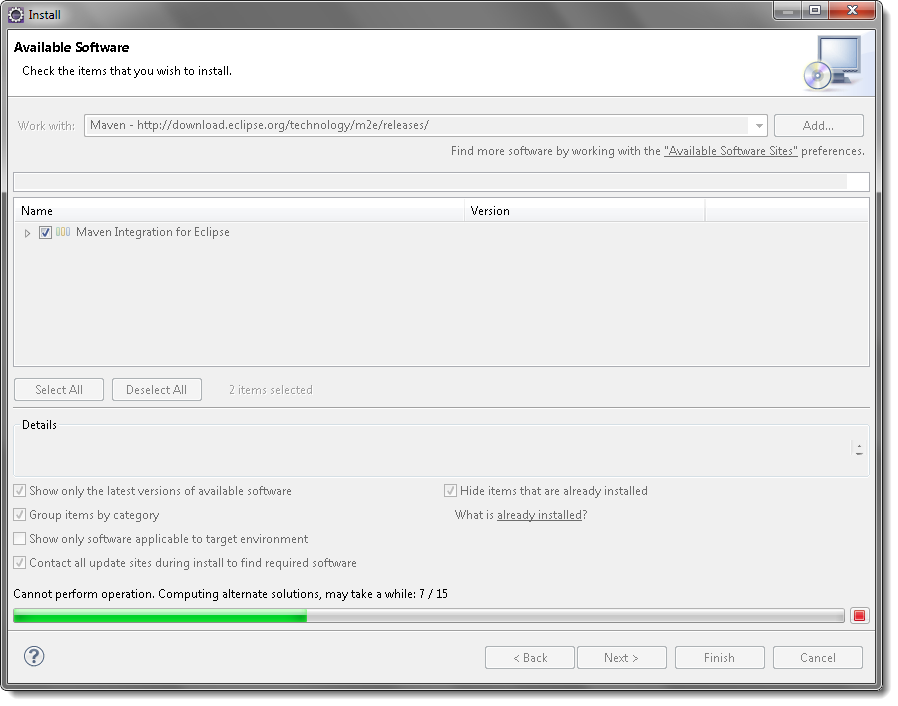 Install
Available Software
Check the items that you wish to install.
Work with: Maven - http://download.eclipse.org/technology/m2e/releases/ Add...
Find more software by working with the "Available Software Sites" preferences.
Name Version
Maven Integration for Eclipse
Select All Deselect All 2 items selected
Details
Show only the latest versions of available software Hide items that are already installed
Group items by category What is already installed?
Show only software applicable to target environment
Contact all update sites during install to find required software
Cannot perform operation. Computing alternate solutions, may take a while: 7 / 15
? < Back Next > Finish Cancel